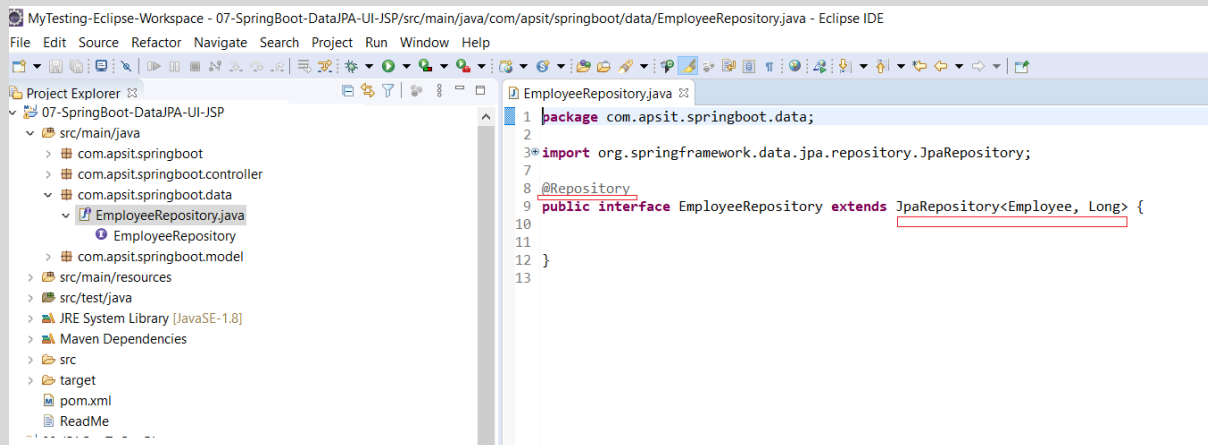 MyTesting-Eclipse-Workspace - 07-SpringBoot-DataJPA-UI-JSP/src/main/java/com/apsit/springboot/data/EmployeeRepository.java - Eclipse IDE
File Edit Source Refactor Navigate Search Project Run Window Help
Project Explorer
07-SpringBoot-DataJPA-UI-JSP
src/main/java
com.apsit.springboot
com.apsit.springboot.controller
com.apsit.springboot.data
EmployeeRepository.java
EmployeeRepository
com.apsit.springboot.model
src/main/resources
src/test/java
JRE System Library [JavaSE-1.8]
Maven Dependencies
src
target
pom.xml
ReadMe
EmployeeRepository.java
1 package com.apsit.springboot.data;
2
3 import org.springframework.data.jpa.repository.JpaRepository;
7
8 @Repository
9 public interface EmployeeRepository extends JpaRepository<Employee, Long> {
10
11
12 }
13